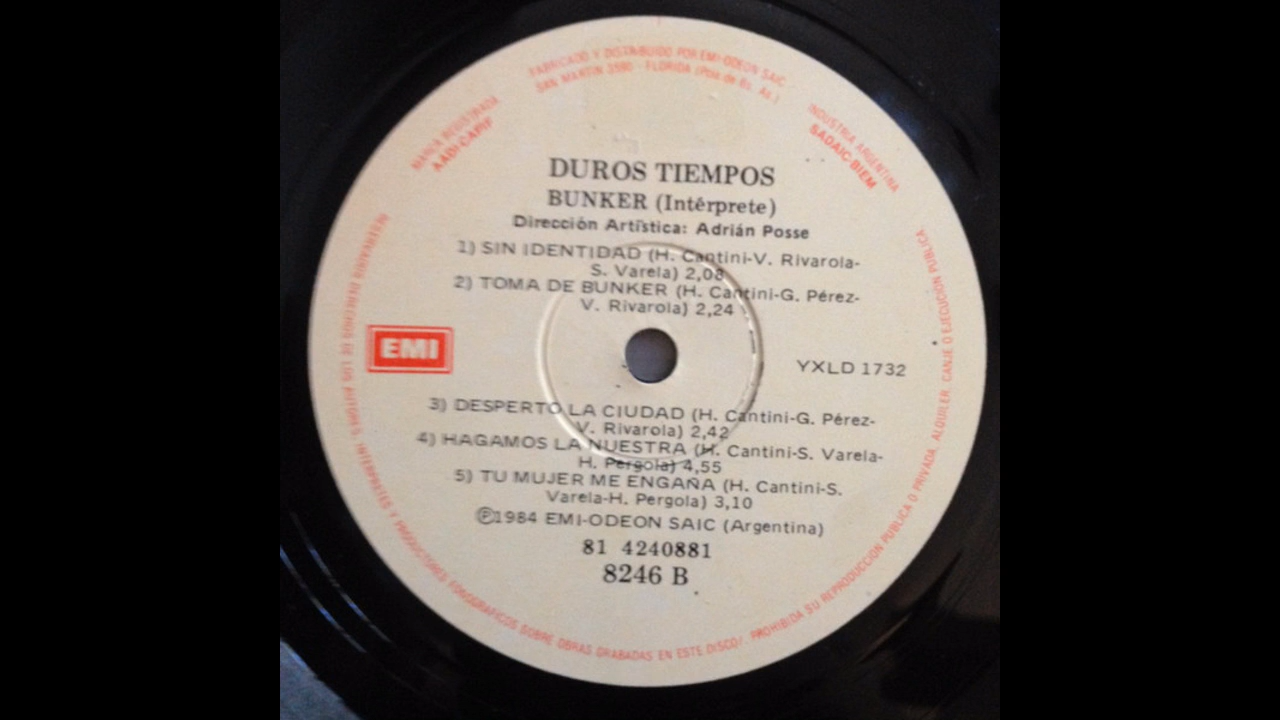 FABRICADO Y DISTRIBUIDO POR EMI-ODEON SAIC
SAN MARTIN 3590 - FLORIDA (Pcia. de Bs. As.)
MARCA REGISTRADA
AADI-CAPIF
INDUSTRIA ARGENTINA
SADAIC-BIEM
DUROS TIEMPOS
BUNKER (Intérprete)
Dirección Artística: Adrián Posse
1) SIN IDENTIDAD (H. Cantini-V. Rivarola-
S. Varela) 2,08
2) TOMA DE BUNKER (H. Cantini-G. Pérez-
V. Rivarola) 2,24
EMI
YXLD 1732
3) DESPERTO LA CIUDAD (H. Cantini-G. Pérez-
V. Rivarola) 2,42
4) HAGAMOS LA NUESTRA (H. Cantini-S. Varela-
H. Pergola) 4,55
5) TU MUJER ME ENGAÑA (H. Cantini-S.
Varela-H. Pergola) 3,10
℗1984 EMI-ODEON SAIC (Argentina)
81 4240881
8246 B
RESERVADOS DERECHOS DE LOS AUTORES, INTERPRETES Y PRODUCTORES FONOGRAFICOS SOBRE OBRAS GRABADAS EN ESTE DISCO/. PROHIBIDA SU REPRODUCCION PUBLICA O PRIVADA, ALQUILER, CANJE O EJECUCION PUBLICA